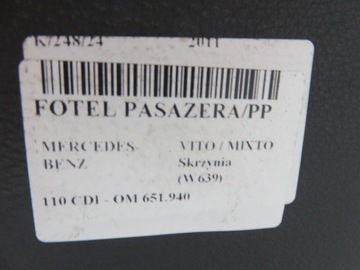 K/248/24 2011
FOTEL PASAZERA/PP
MERCEDES- VITO / MIXTO
BENZ Skrzynia
(W639)
110 CDI - OM 651.940